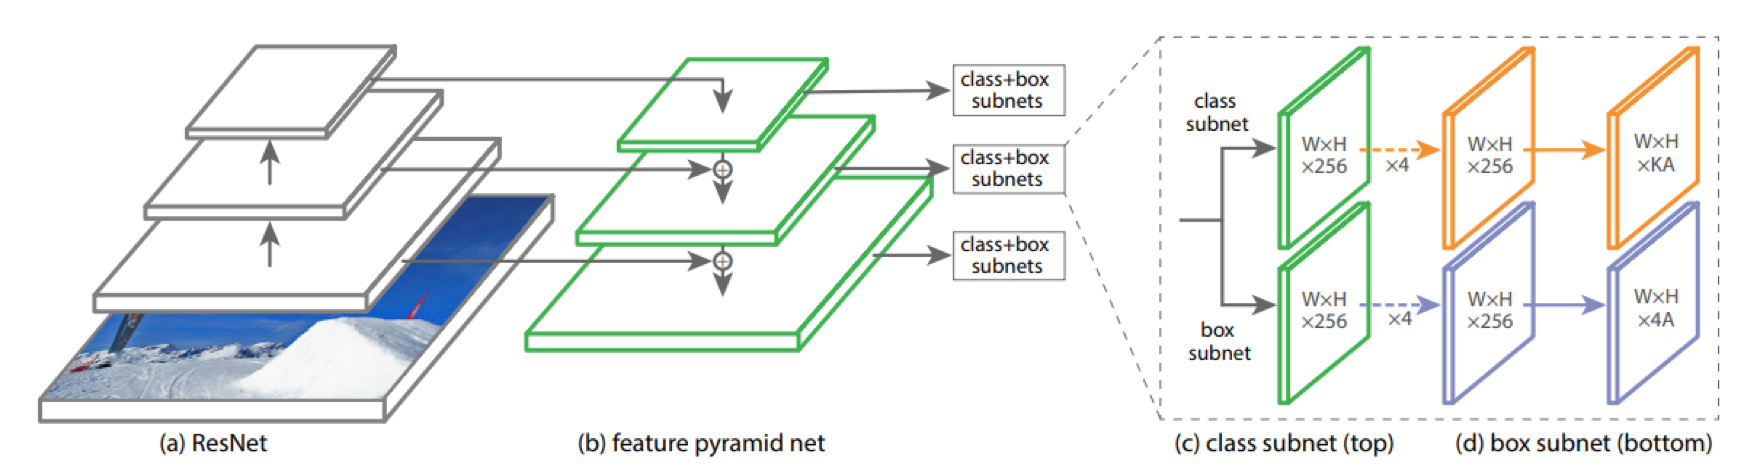 class+box
subnets
class+box
subnets
class+box
subnets
class
subnet
W×H
×256
×4
W×H
×256
W×H
×KA
box
subnet
W×H
×256
×4
W×H
×256
W×H
×4A
(a) ResNet
(b) feature pyramid net
(c) class subnet (top)
(d) box subnet (bottom)